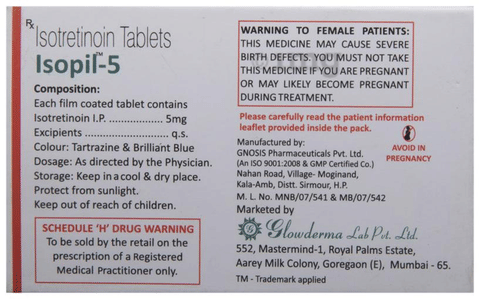 Rx Isotretinoin Tablets
Isopil™-5
Composition:
Each film coated tablet contains
Isotretinoin I.P. ................... 5mg
Excipients ............................ q.s.
Colour: Tartrazine & Brilliant Blue
Dosage: As directed by the Physician.
Storage: Keep in a cool & dry place.
Protect from sunlight.
Keep out of reach of children.
SCHEDULE 'H' DRUG WARNING
To be sold by the retail on the
prescription of a Registered
Medical Practitioner only.
WARNING TO FEMALE PATIENTS:
THIS MEDICINE MAY CAUSE SEVERE
BIRTH DEFECTS YOU MUST NOT TAKE
THIS MEDICINE IF YOU ARE PREGNANT
OR MAY LIKELY BECOME PREGNANT
DURING TREATMENT.
Please carefully read the patient information
leaflet provided inside the pack.
AVOID IN
PREGNANCY
Manufactured by:
GNOSIS Pharmaceuticals Pvt. Ltd.
(An ISO 9001:2008 & GMP Certified Co.)
Nahan Road, Village- Moginand,
Kala-Amb, Distt. Sirmour, H.P.
M. L. No. MNB/07/541 & MB/07/542
Marketed by
Glowderma Lab Pvt. Ltd.
552, Mastermind-1, Royal Palms Estate,
Aarey Milk Colony, Goregaon (E), Mumbai - 65.
TM - Trademark applied